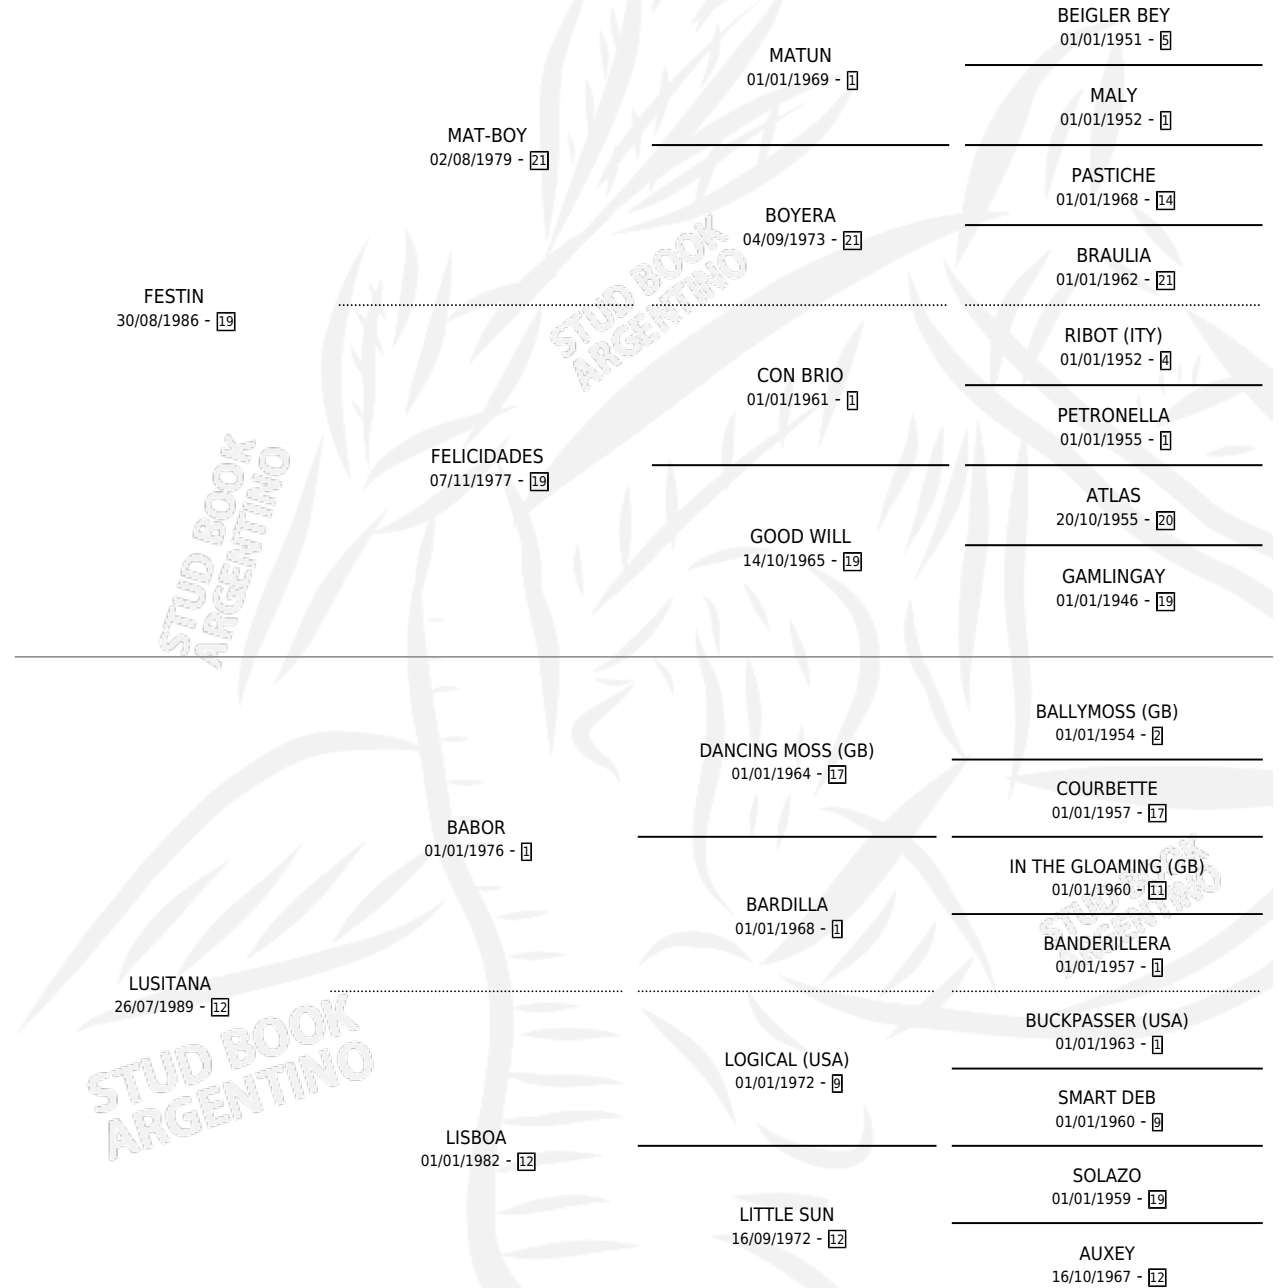 BEIGLER BEY
01/01/1951 - 5
MATUN
01/01/1969 - 1
MALY
01/01/1952 - 1
MAT-BOY
02/08/1979 - 21
PASTICHE
01/01/1968 - 14
BOYERA
04/09/1973 - 21
BRAULIA
01/01/1962 - 21
FESTIN
30/08/1986 - 19
RIBOT (ITY)
01/01/1952 - 4
CON BRIO
01/01/1961 - 1
PETRONELLA
01/01/1955 - 1
FELICIDADES
07/11/1977 - 19
ATLAS
20/10/1955 - 20
GOOD WILL
14/10/1965 - 19
GAMLINGAY
01/01/1946 - 19
STUD BOOK
ARGENTINO
STUD BOOK
ARGENTINO
BALLYMOSS (GB)
01/01/1954 - 2
DANCING MOSS (GB)
01/01/1964 - 17
COURBETTE
01/01/1957 - 17
BABOR
01/01/1976 - 1
IN THE GLOAMING (GB)
01/01/1960 - 11
BARDILLA
01/01/1968 - 1
BANDERILLERA
01/01/1957 - 1
STUD BOOK
ARGENTINO
LUSITANA
26/07/1989 - 12
BUCKPASSER (USA)
01/01/1963 - 1
LOGICAL (USA)
01/01/1972 - 9
SMART DEB
01/01/1960 - 9
LISBOA
01/01/1982 - 12
SOLAZO
01/01/1959 - 19
LITTLE SUN
16/09/1972 - 12
AUXEY
16/10/1967 - 12
STUD BOOK
ARGENTINO